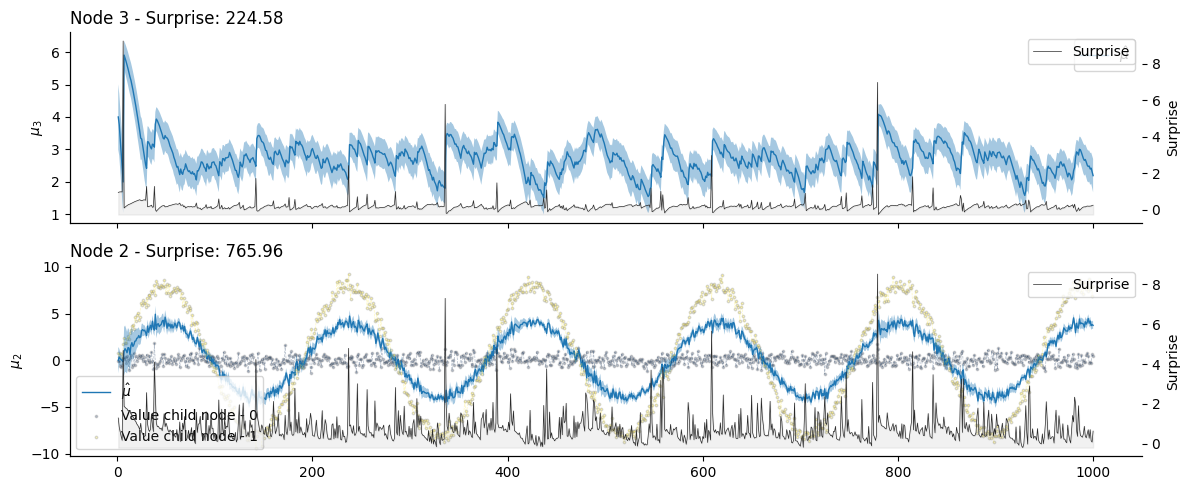 Node 3 - Surprise: 224.58
μ3
6
5
4
3
2
1
Surprise
8
6
4
2
0
Surprise
Node 2 - Surprise: 765.96
μ2
10
5
0
−5
−10
μ̂
Value child node - 0
Value child node - 1
Surprise
8
6
4
2
0
Surprise
0
200
400
600
800
1000